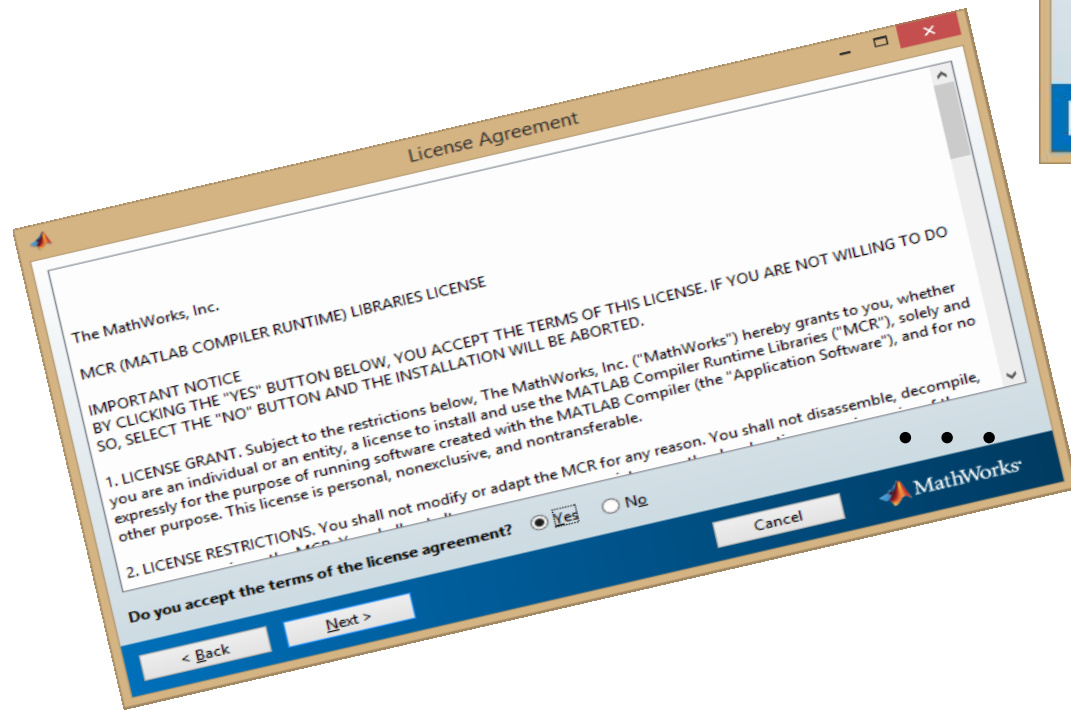 License Agreement
The MathWorks, Inc.
MCR (MATLAB COMPILER RUNTIME) LIBRARIES LICENSE
IMPORTANT NOTICE
BY CLICKING THE "YES" BUTTON BELOW, YOU ACCEPT THE TERMS OF THIS LICENSE. IF YOU ARE NOT WILLING TO DO
SO, SELECT THE "NO" BUTTON AND THE INSTALLATION WILL BE ABORTED.
1. LICENSE GRANT. Subject to the restrictions below, The MathWorks, Inc. ("MathWorks") hereby grants to you, whether
you are an individual or an entity, a license to install and use the MATLAB Compiler Runtime Libraries ("MCR"), solely and
expressly for the purpose of running software created with the MATLAB Compiler (the "Application Software"), and for no
other purpose. This license is personal, nonexclusive, and nontransferable.
2. LICENSE RESTRICTIONS. You shall not modify or adapt the MCR for any reason. You shall not disassemble, decompile,
Do you accept the terms of the license agreement? Yes No
< Back Next > Cancel MathWorks